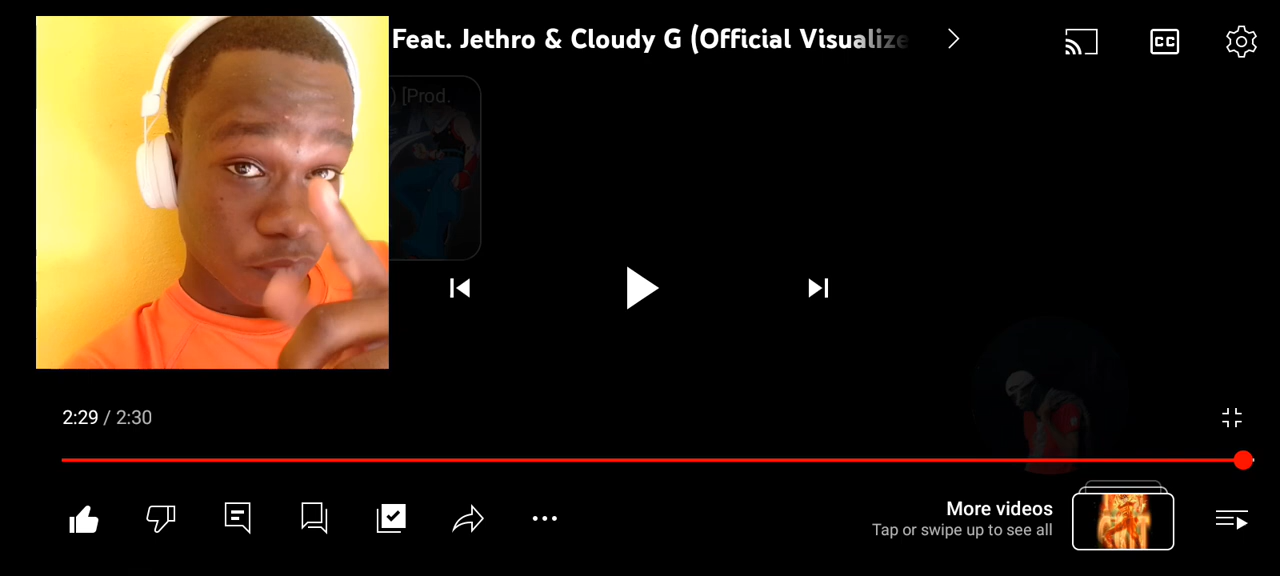 Feat. Jethro & Cloudy G (Official Visualize
) [Prod.
CC
2:29 / 2:30
More videos
Tap or swipe up to see all